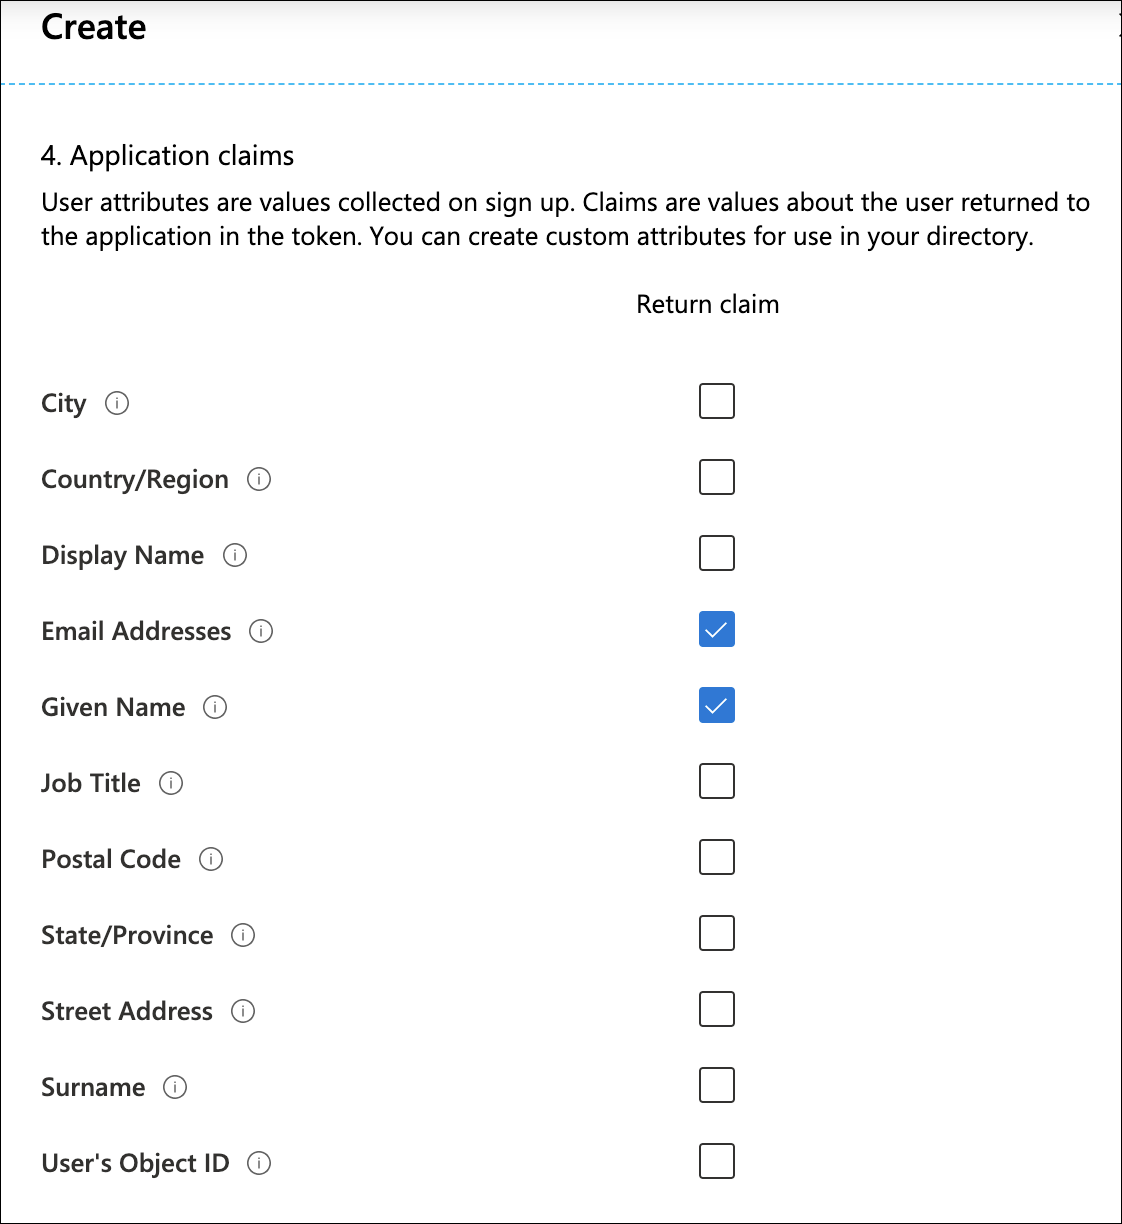 Create
4. Application claims
User attributes are values collected on sign up. Claims are values about the user returned to
the application in the token. You can create custom attributes for use in your directory.
Return claim
City
Country/Region
Display Name
Email Addresses
Given Name
Job Title
Postal Code
State/Province
Street Address
Surname
User's Object ID